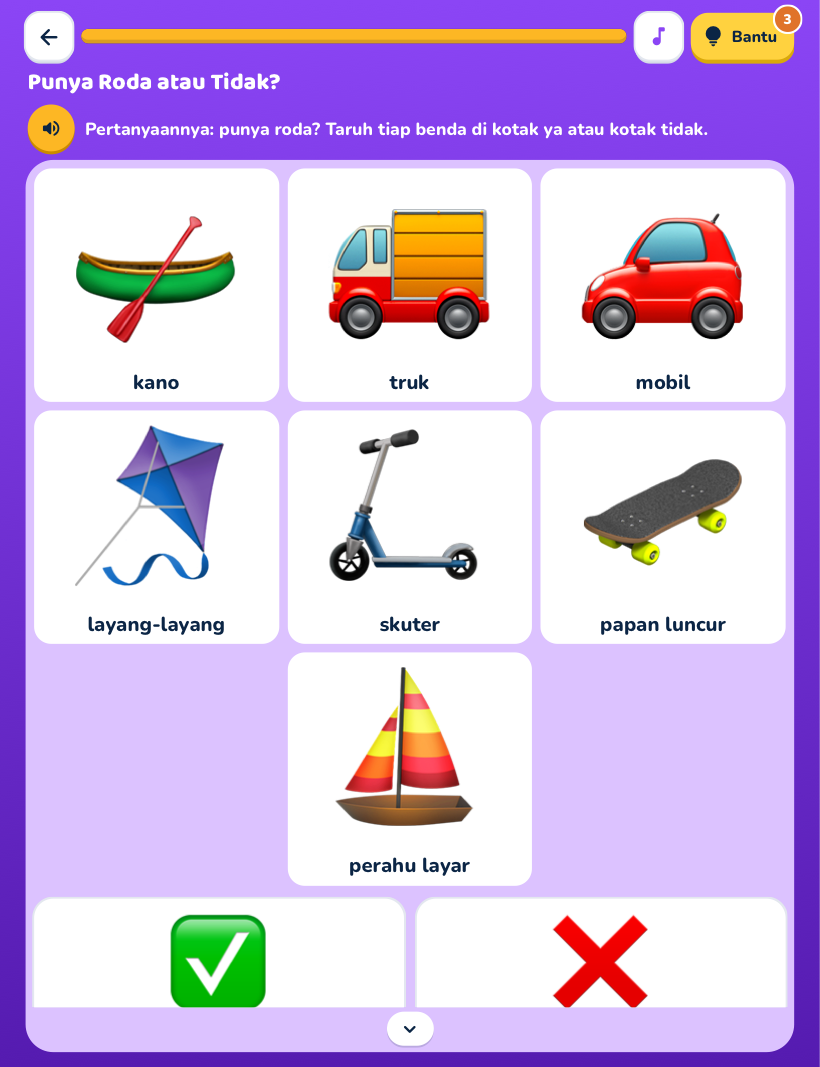 3
Bantu
Punya Roda atau Tidak?
Pertanyaannya: punya roda? Taruh tiap benda di kotak ya atau kotak tidak.
kano
truk
mobil
layang-layang
skuter
papan luncur
perahu layar